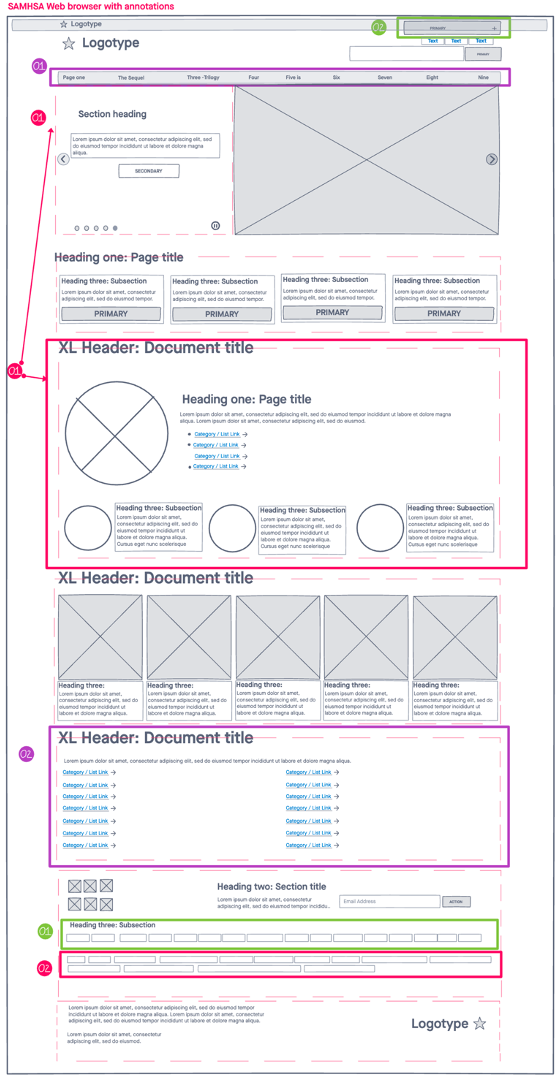 SAMHSA Web browser with annotations
Logotype
02
PRIMARY
Logotype
Text Text Text
PRIMARY
01
Page one The Sequel Three -Trilogy Four Five is Six Seven Eight Nine
01
Section heading
Lorem ipsum dolor sit amet, consectetur adipiscing elit, sed
do eiusmod tempor incididunt ut labore et dolore magna
aliqua.
SECONDARY
Heading one: Page title
Heading three: Subsection
Lorem ipsum dolor sit amet, consectetur
adipiscing elit, sed do eiusmod tempor.
PRIMARY
Heading three: Subsection
Lorem ipsum dolor sit amet, consectetur
adipiscing elit, sed do eiusmod tempor.
PRIMARY
Heading three: Subsection
Lorem ipsum dolor sit amet, consectetur
adipiscing elit, sed do eiusmod tempor.
PRIMARY
Heading three: Subsection
Lorem ipsum dolor sit amet, consectetur
adipiscing elit, sed do eiusmod tempor.
PRIMARY
XL Header: Document title
01
Heading one: Page title
Lorem ipsum dolor sit amet, consectetur adipiscing elit, sed do eiusmod tempor incididunt ut labore et dolore magna
aliqua. Lorem ipsum dolor sit amet, consectetur adipiscing elit, sed do eiusmod.
Category / List Link
Category / List Link
Category / List Link
Category / List Link
Heading three: Subsection
Lorem ipsum dolor sit amet,
consectetur adipiscing elit, sed do
eiusmod tempor incididunt ut labore
et dolore magna aliqua.
Cursus eget nunc scelerisque
Heading three: Subsection
Lorem ipsum dolor sit amet,
consectetur adipiscing elit, sed do
eiusmod tempor incididunt ut labore
et dolore magna aliqua.
Cursus eget nunc scelerisque
Heading three: Subsection
Lorem ipsum dolor sit amet,
consectetur adipiscing elit, sed do
eiusmod tempor incididunt ut labore
et dolore magna aliqua.
Cursus eget nunc scelerisque
XL Header: Document title
Heading three:
Lorem ipsum dolor sit amet,
consectetur adipiscing elit, sed do
eiusmod tempor incididunt ut
labore et dolore magna aliqua.
Heading three:
Lorem ipsum dolor sit amet,
consectetur adipiscing elit, sed do
eiusmod tempor incididunt ut
labore et dolore magna aliqua.
Heading three:
Lorem ipsum dolor sit amet,
consectetur adipiscing elit, sed do
eiusmod tempor incididunt ut
labore et dolore magna aliqua.
Heading three:
Lorem ipsum dolor sit amet,
consectetur adipiscing elit, sed do
eiusmod tempor incididunt ut
labore et dolore magna aliqua.
Heading three:
Lorem ipsum dolor sit amet,
consectetur adipiscing elit, sed do
eiusmod tempor incididunt ut
labore et dolore magna aliqua.
XL Header: Document title
02
Lorem ipsum dolor sit amet, consectetur adipiscing elit, sed do eiusmod tempor incididunt ut labore et dolore magna aliqua.
Category / List Link Category / List Link
Category / List Link Category / List Link
Category / List Link Category / List Link
Category / List Link Category / List Link
Category / List Link Category / List Link
Category / List Link Category / List Link
Category / List Link Category / List Link
Heading two: Section title
Lorem ipsum dolor sit amet, consectetur adipiscing
elit, sed do eiusmod tempor incididu..
Email Address
ACTION
01
Heading three: Subsection
02
Lorem ipsum dolor sit amet, consectetur adipiscing elit, sed do
eiusmod tempor incididunt ut labore et dolore magna aliqua.
Lorem ipsum dolor sit amet, consectetur
adipiscing elit, sed do eiusmod tempor incididunt ut labore et dolore magna aliqua.
Lorem ipsum dolor sit amet, consectetur
adipiscing elit, sed do eiusmod.
Logotype